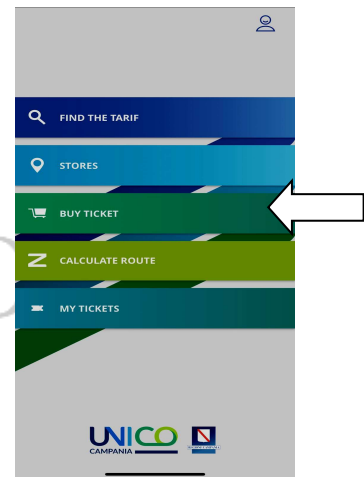 FIND THE TARIF
STORES
BUY TICKET
CALCULATE ROUTE
MY TICKETS
UNICO
CAMPANIA